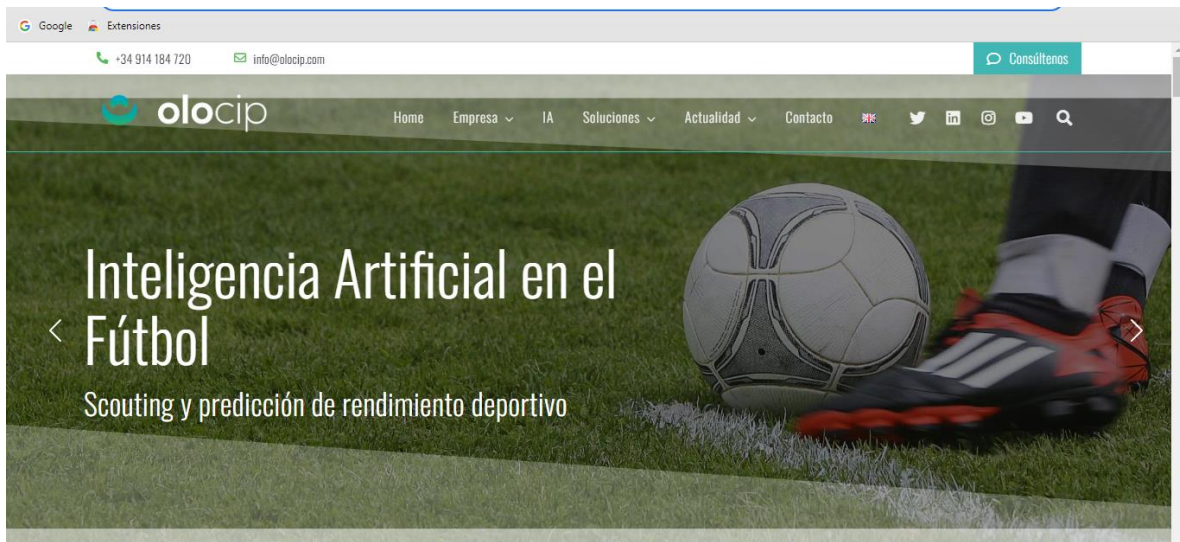 Google Extensiones
+34 914 184 720 info@olocip.com Consúltenos
olocip Home Empresa IA Soluciones Actualidad Contacto
Inteligencia Artificial en el
Fútbol
Scouting y predicción de rendimiento deportivo